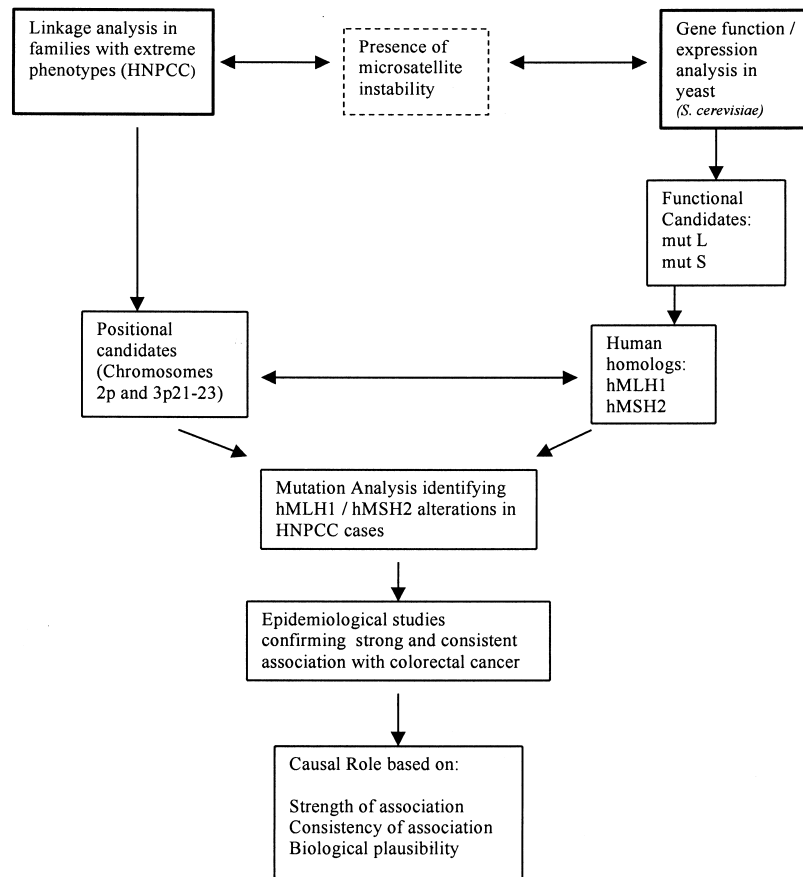 Linkage analysis in
families with extreme
phenotypes (HNPCC)
Presence of
microsatellite
instability
Gene function /
expression
analysis in
yeast
(S. cerevisiae)
Functional
Candidates:
mut L
mut S
Positional
candidates
(Chromosomes
2p and 3p21-23)
Human
homologs:
hMLH1
hMSH2
Mutation Analysis identifying
hMLH1 / hMSH2 alterations in
HNPCC cases
Epidemiological studies
confirming strong and consistent
association with colorectal cancer
Causal Role based on:
Strength of association
Consistency of association
Biological plausibility